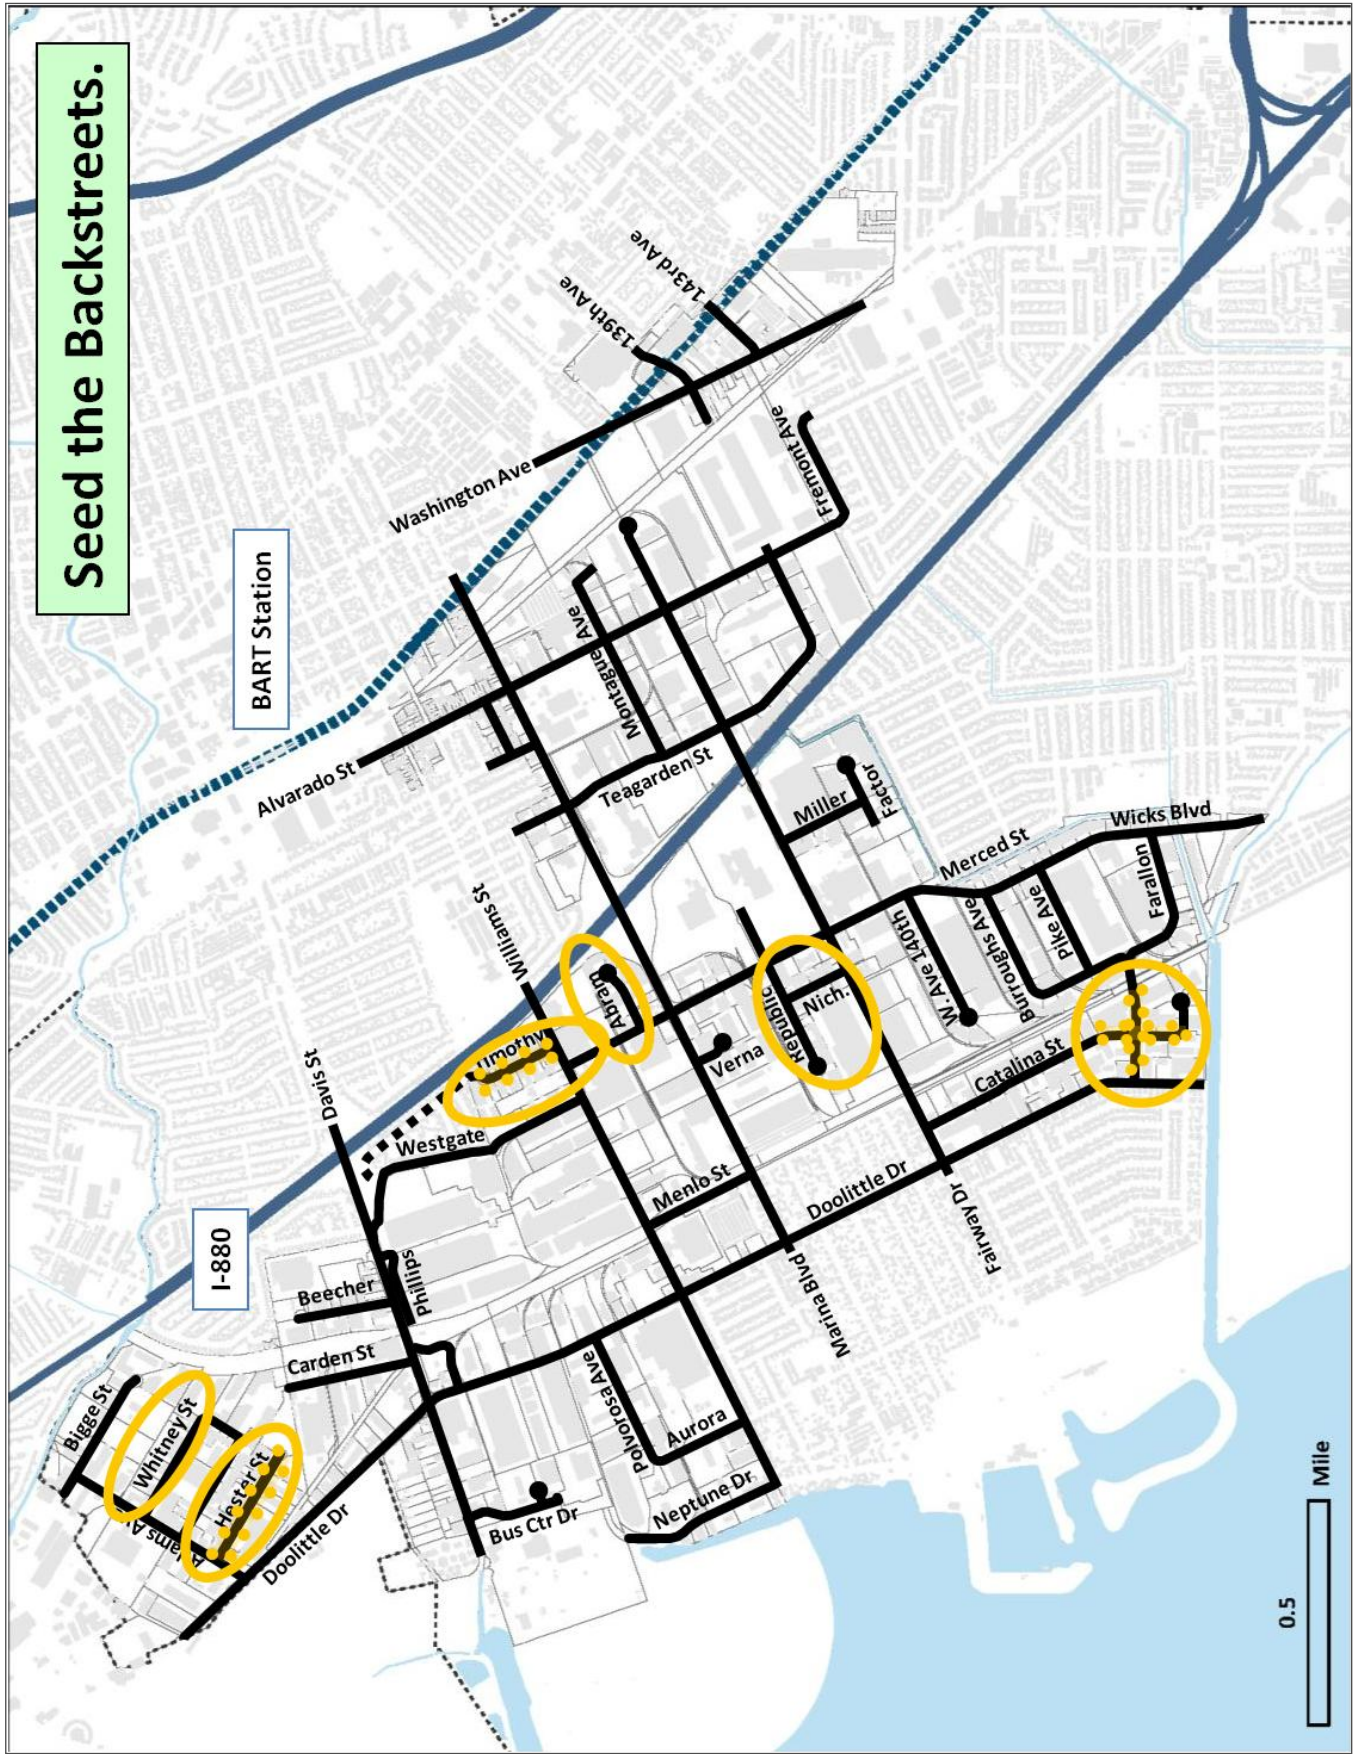 Seed the Backstreets.
BART Station
I-880
143rd Ave
139th Ave
Washington Ave
Fremont Ave
Montague Ave
Alvarado St
Teagarden St
Miller
Factor
Wicks Blvd
Merced St
Farallon
Pike Ave
Burroughs Ave
W. Ave 140th
Williams St
Abram
Nich.
Republic
Verna
Timothy
Catalina St
Davis St
Westgate
Menlo St
Doolittle Dr
Fairway Dr
Marina Blvd
Phillips
Beecher
Carden St
Bigge St
Whitney St
Hester St
Adams Ave
Doolittle Dr
Polvorosa Ave
Aurora
Neptune Dr
Bus Ctr Dr
0.5
Mile